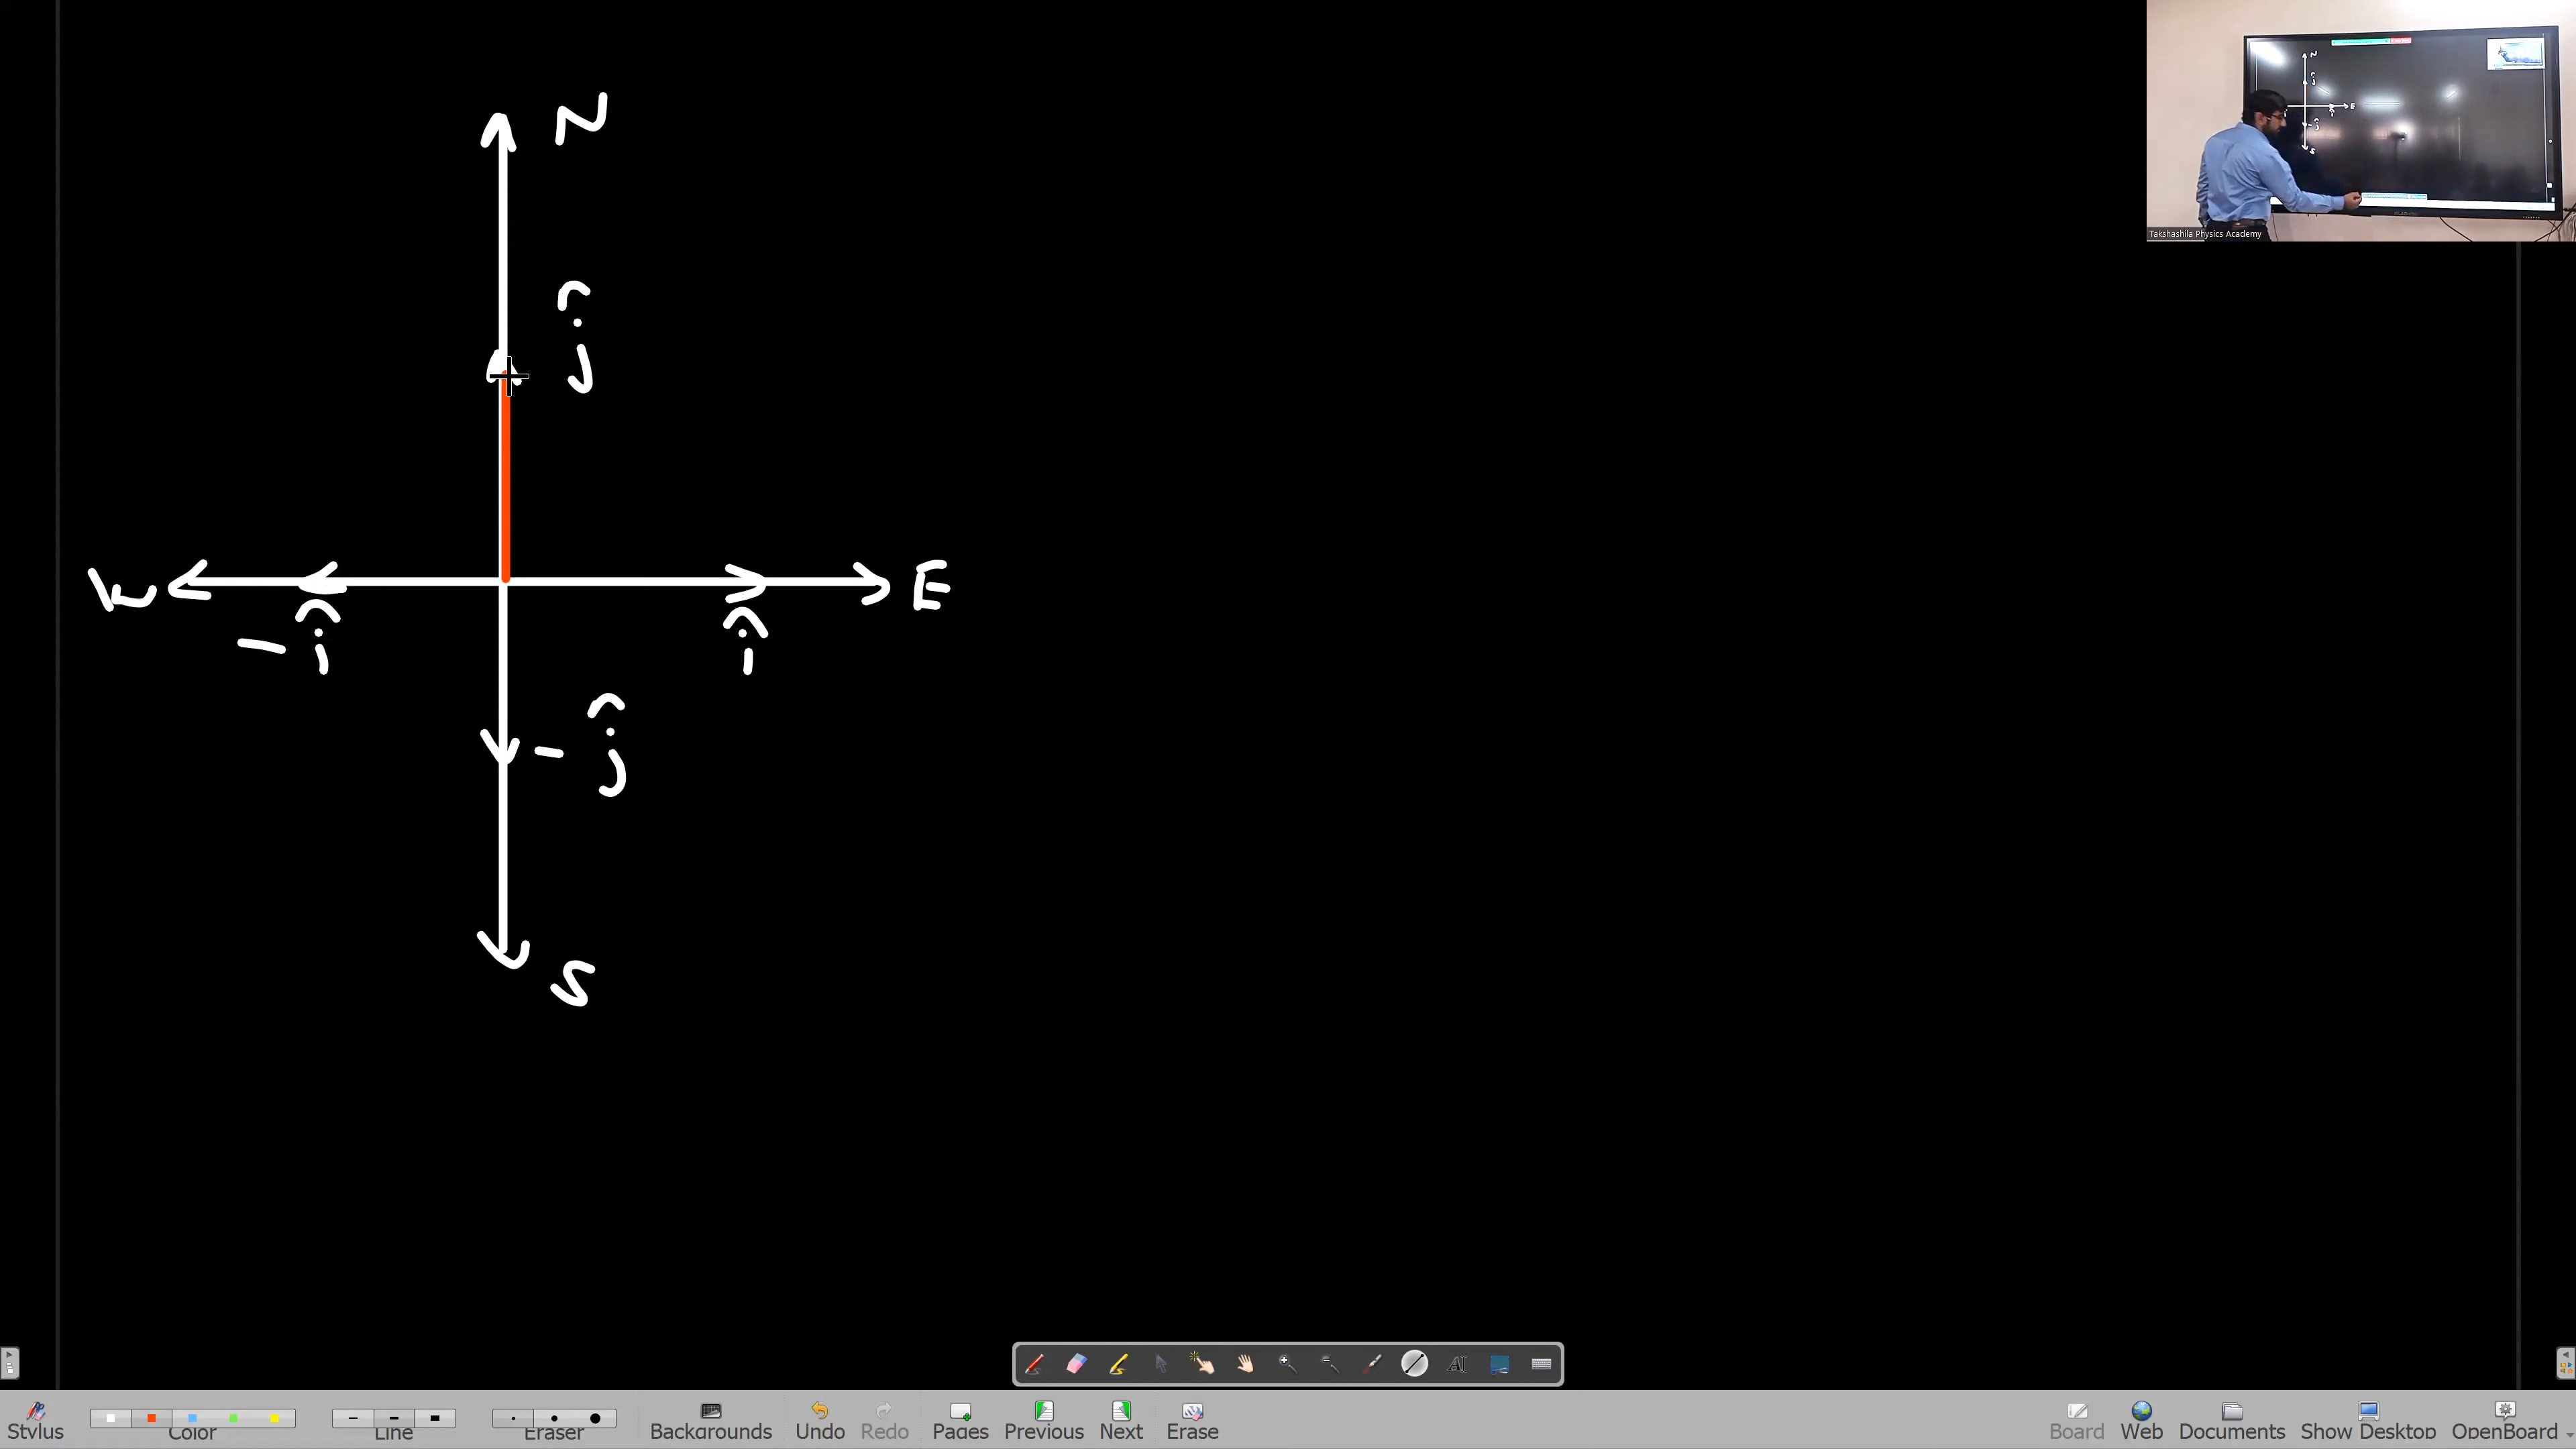 N
Takshashila Physics Academy
ĵ
W
E
- î
î
- ĵ
S
Stylus
Color
Line
Eraser
Backgrounds
Undo
Redo
Pages
Previous
Next
Erase
Board
Web
Documents
Show Desktop
OpenBoard